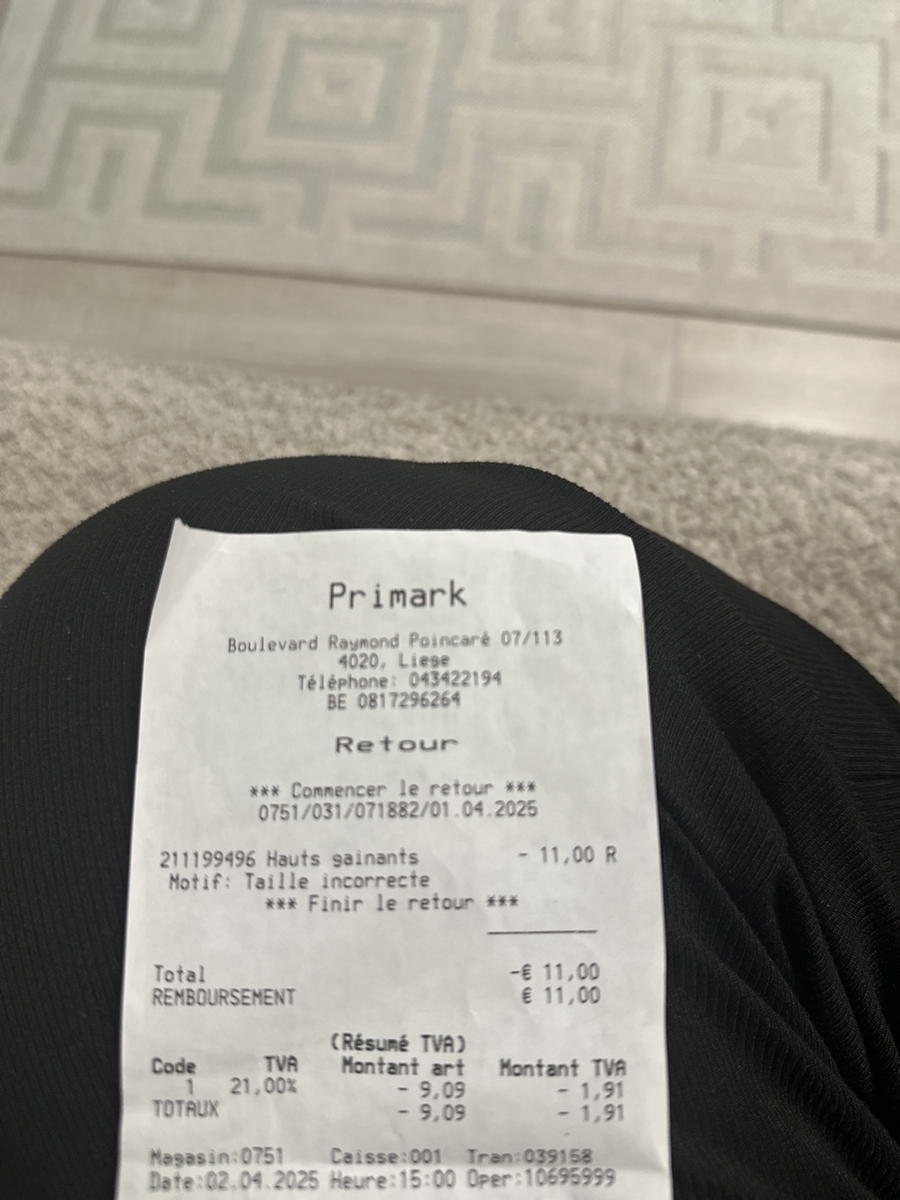 Primark
Boulevard Raymond Poincaré 07/113
4020, Liege
Téléphone: 043422194
BE 0817296264
Retour
*** Commencer le retour ***
0751/031/071882/01.04.2025
211199496 Hauts gainants - 11,00 R
Motif: Taille incorrecte
*** Finir le retour ***
Total -€ 11,00
REMBOURSEMENT € 11,00
(Résumé TVA)
Code TVA Montant art Montant TVA
1 21,00% - 9,09 - 1,91
TOTAUX - 9,09 - 1,91
Magasin:0751 Caisse:001 Tran:039158
Date:02.04.2025 Heure:15:00 Oper:10695999